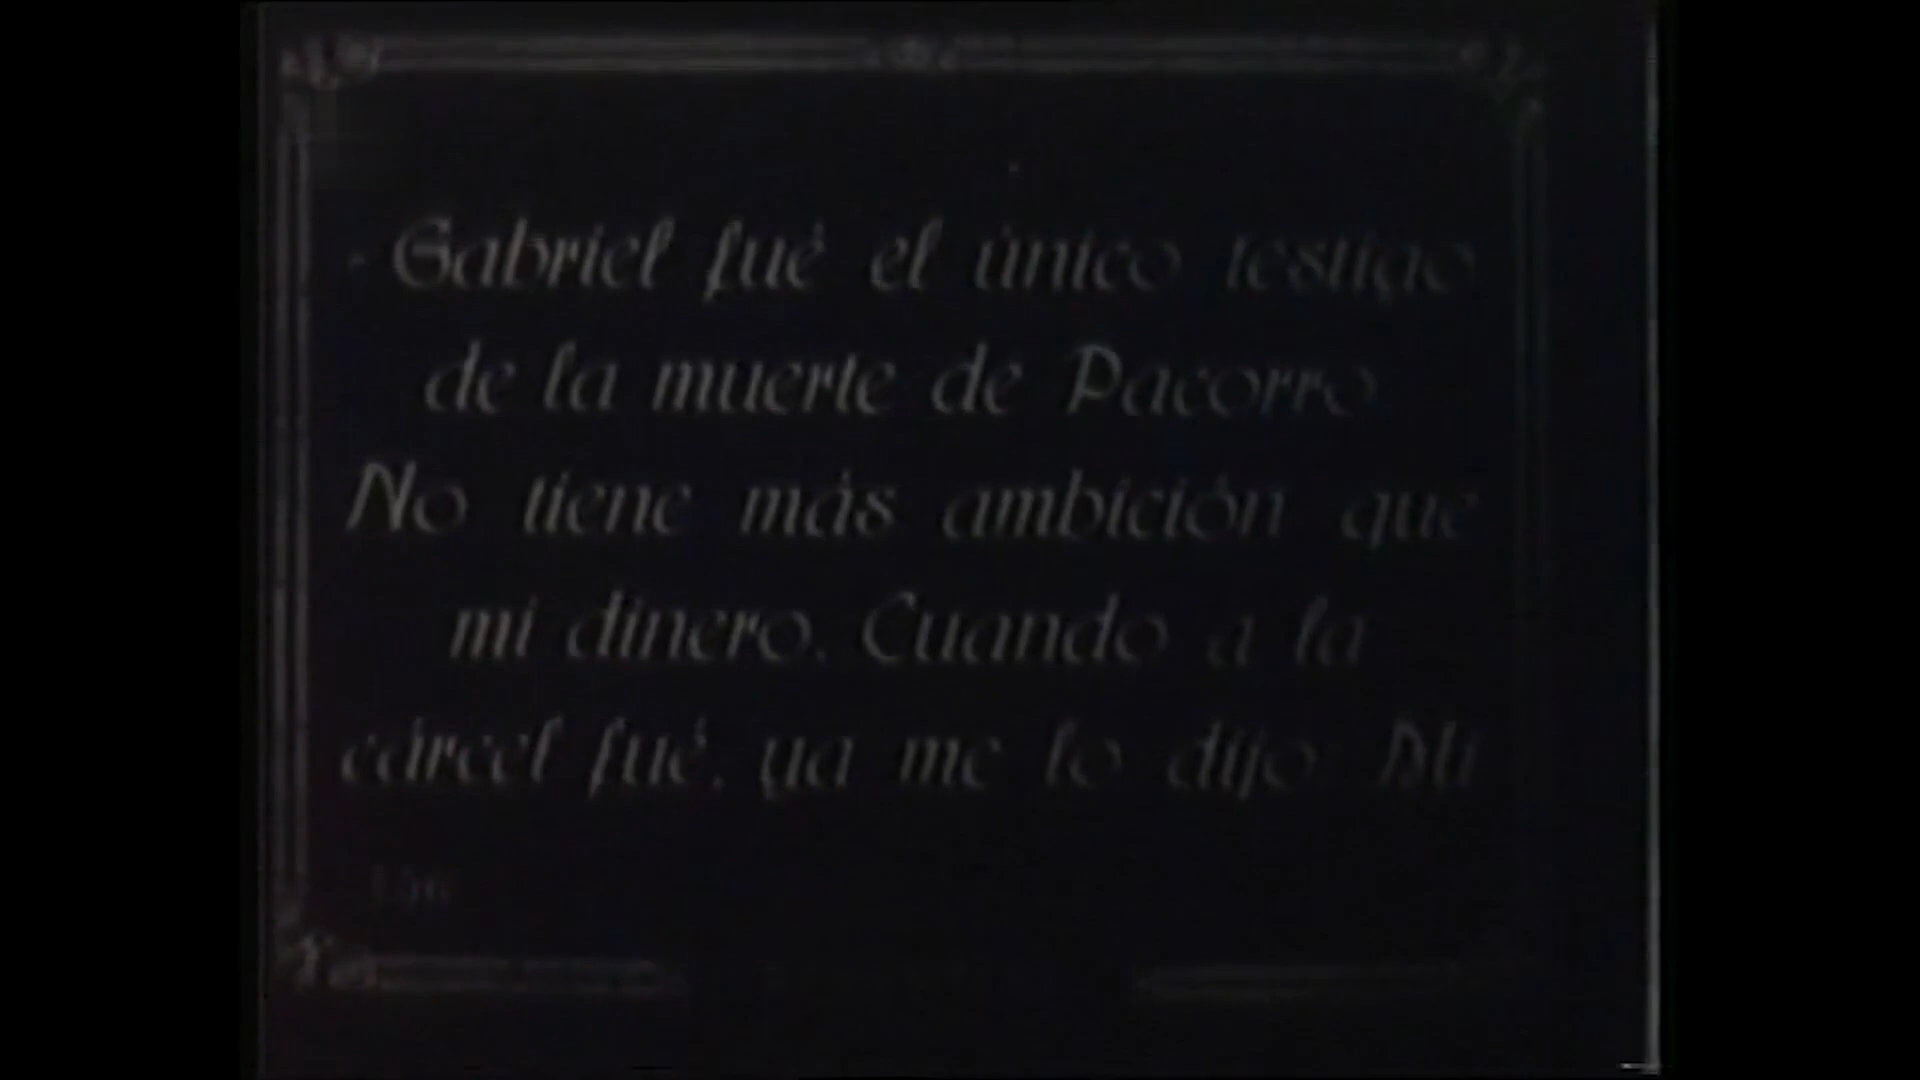 - Gabriel fué el único testigo
de la muerte de Pacorro
No tiene más ambición que
mi dinero. Cuando a la
cárcel fué, ya me lo dijo Mi